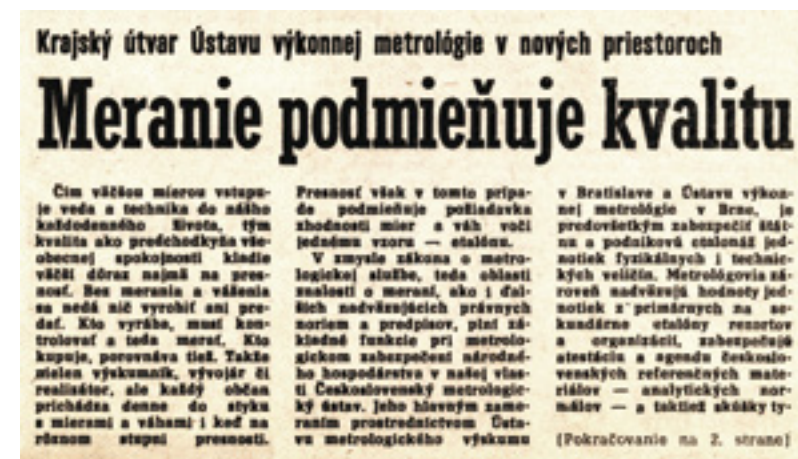 Krajský útvar Ústavu výkonnej metrológie v nových priestoroch
Meranie podmieňuje kvalitu
Čím väčšou mierou vstupu-
je veda a technika do nášho
každodenného života, tým
kvalita ako predchodkyňa vše-
obecnej spokojnosti kladie
väčší dôraz najmä na pres-
nosť. Bez merania a váženia
sa nedá nič vyrobiť ani pre-
dať. Kto vyrába, musí kon-
trolovať a teda merať. Kto
kupuje, porovnáva tiež. Takže
nielen výskumník, vývojár či
realizátor, ale každý občan
prichádza denne do styku
s mierami a váhami i keď na
rôznom stupni presnosti.
Presnosť však v tomto prípa-
de podmieňuje požiadavka
zhodnosti mier a váh voči
jednému vzoru — etalónu.
V zmysle zákona o metro-
logickej službe, teda oblasti
znalostí o meraní, ako i ďal-
ších nadväzujúcich právnych
noriem a predpisov, plní zá-
kladné funkcie pri metrolo-
gickom zabezpečení národné-
ho hospodárstva v našej vlas-
ti Československý metrologic-
ký ústav. Jeho hlavným zame-
raním prostredníctvom Ústa-
vu metrologického výskumu
v Bratislave a Ústavu výkon-
nej metrológie v Brne, je
predovšetkým zabezpečiť štát-
nu a podnikovú etalonáž jed-
notiek fyzikálnych i technic-
kých veličín. Metrológovia zá-
roveň nadväzujú hodnoty jed-
notiek z primárnych na se-
kundárne etalóny rezortov
a organizácií, zabezpečujú
atestáciu a agendu českoslo-
venských referenčných mate-
riálov — analytických nor-
málov — a taktiež skúšky ty-
(Pokračovanie na 2. strane)